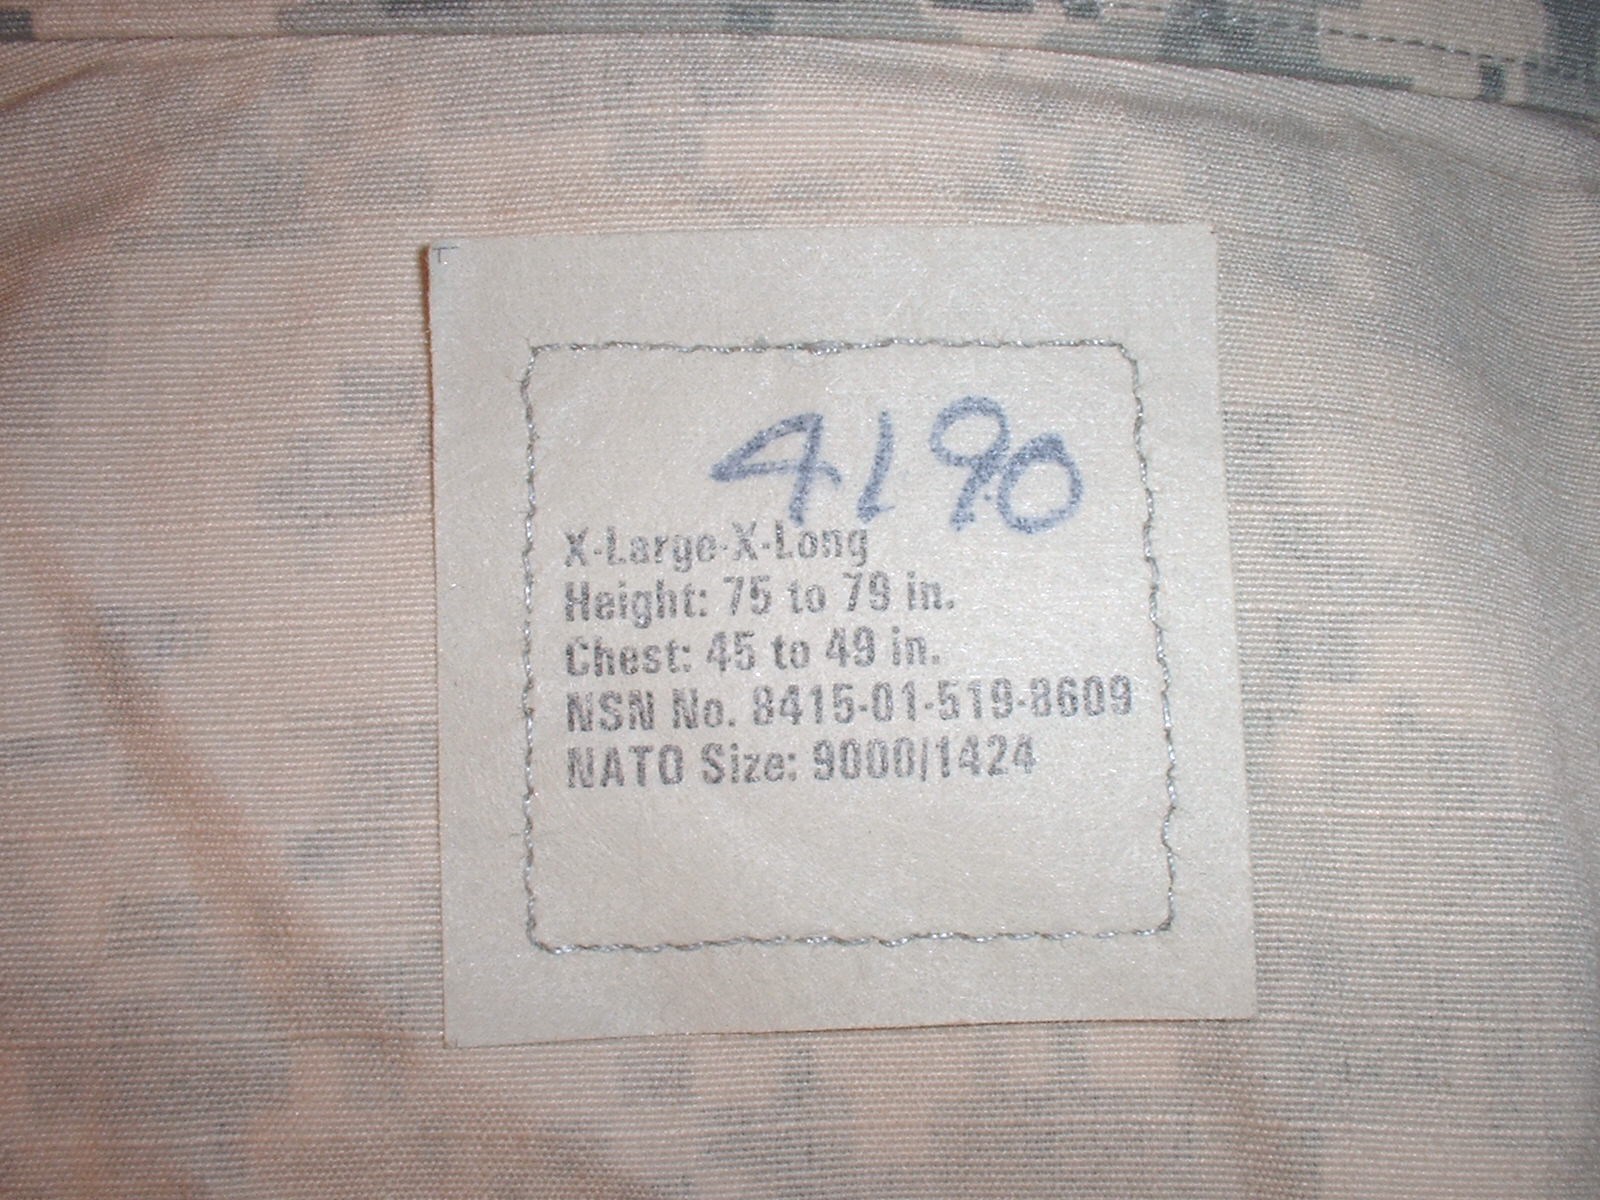 4190
X-Large-X-Long
Height: 75 to 79 in.
Chest: 45 to 49 in.
NSN No. 8415-01-519-8609
NATO Size: 9000/1424